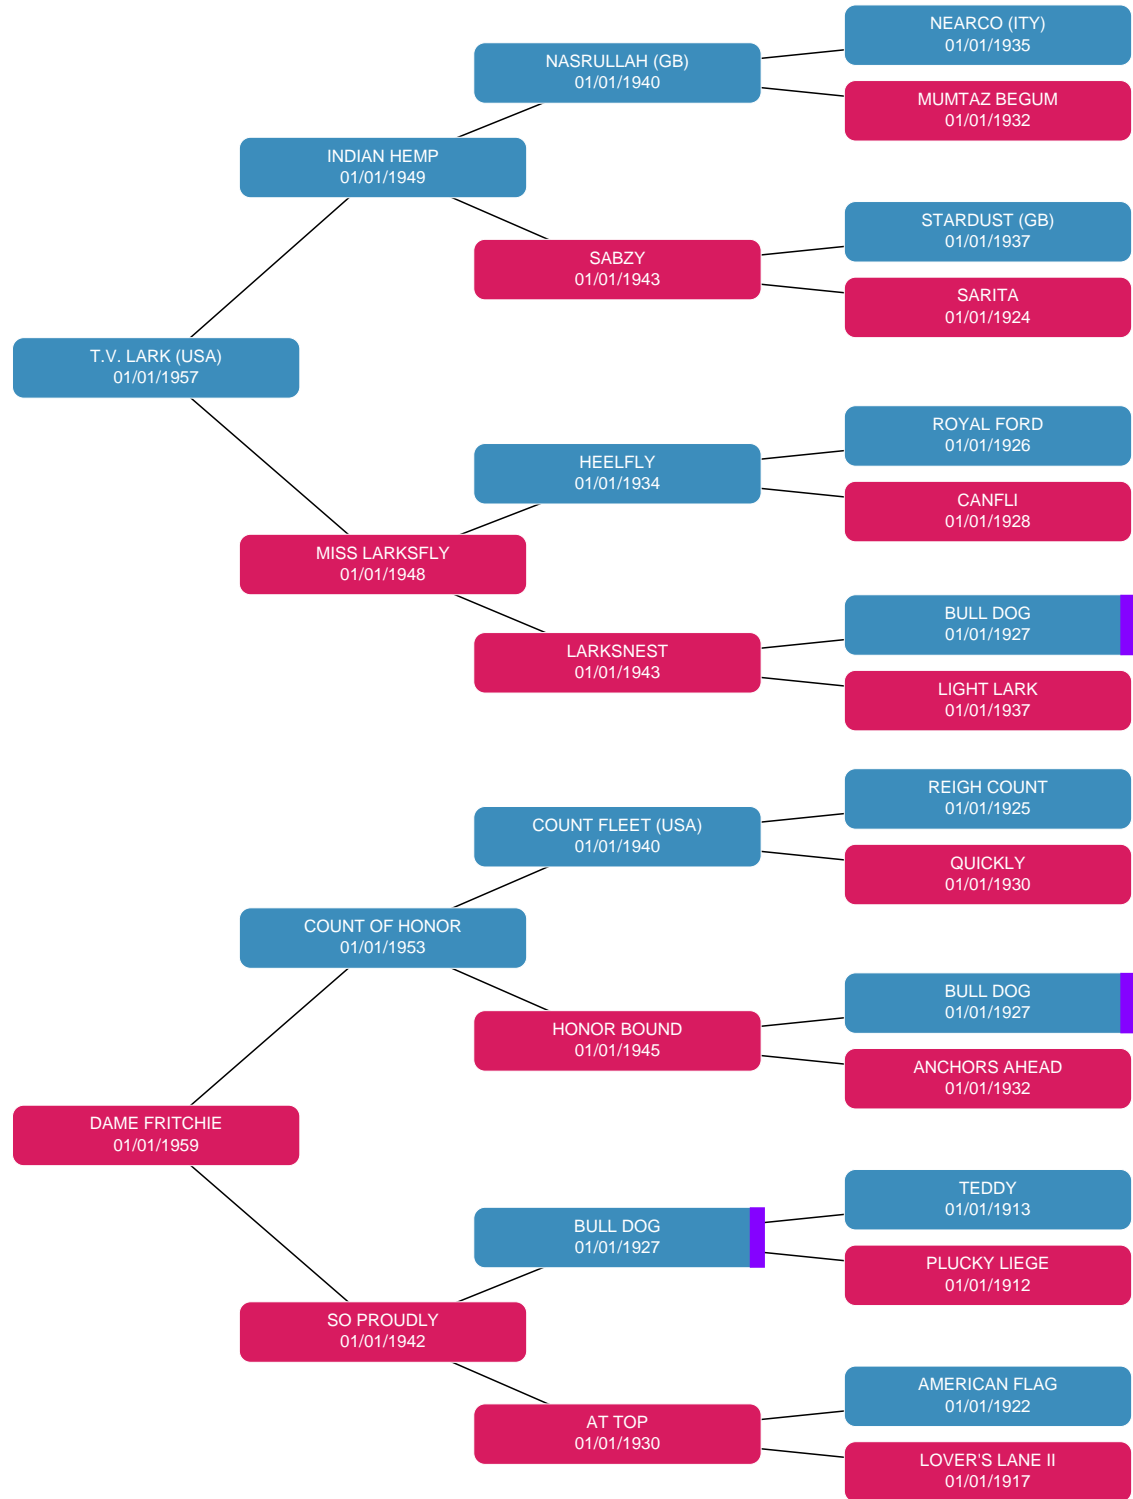 NEARCO (ITY)
01/01/1935
NASRULLAH (GB)
01/01/1940
MUMTAZ BEGUM
01/01/1932
INDIAN HEMP
01/01/1949
STARDUST (GB)
01/01/1937
SABZY
01/01/1943
SARITA
01/01/1924
T.V. LARK (USA)
01/01/1957
ROYAL FORD
01/01/1926
HEELFLY
01/01/1934
CANFLI
01/01/1928
MISS LARKSFLY
01/01/1948
BULL DOG
01/01/1927
LARKSNEST
01/01/1943
LIGHT LARK
01/01/1937
REIGH COUNT
01/01/1925
COUNT FLEET (USA)
01/01/1940
QUICKLY
01/01/1930
COUNT OF HONOR
01/01/1953
BULL DOG
01/01/1927
HONOR BOUND
01/01/1945
ANCHORS AHEAD
01/01/1932
DAME FRITCHIE
01/01/1959
TEDDY
01/01/1913
BULL DOG
01/01/1927
PLUCKY LIEGE
01/01/1912
SO PROUDLY
01/01/1942
AMERICAN FLAG
01/01/1922
AT TOP
01/01/1930
LOVER'S LANE II
01/01/1917